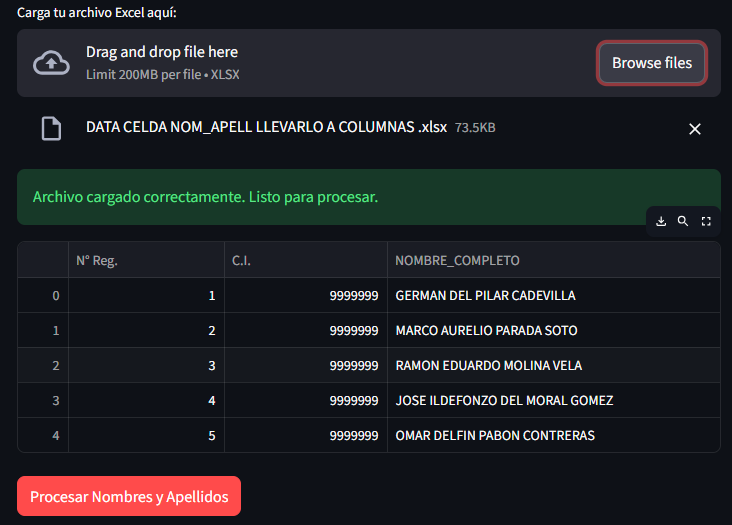 Carga tu archivo Excel aquí:
Drag and drop file here
Limit 200MB per file • XLSX
Browse files
DATA CELDA NOM_APELL LLEVARLO A COLUMNAS .xlsx 73.5KB
Archivo cargado correctamente. Listo para procesar.
N° Reg. C.I. NOMBRE_COMPLETO
0 1 9999999 GERMAN DEL PILAR CADEVILLA
1 2 9999999 MARCO AURELIO PARADA SOTO
2 3 9999999 RAMON EDUARDO MOLINA VELA
3 4 9999999 JOSE ILDEFONZO DEL MORAL GOMEZ
4 5 9999999 OMAR DELFIN PABON CONTRERAS
Procesar Nombres y Apellidos